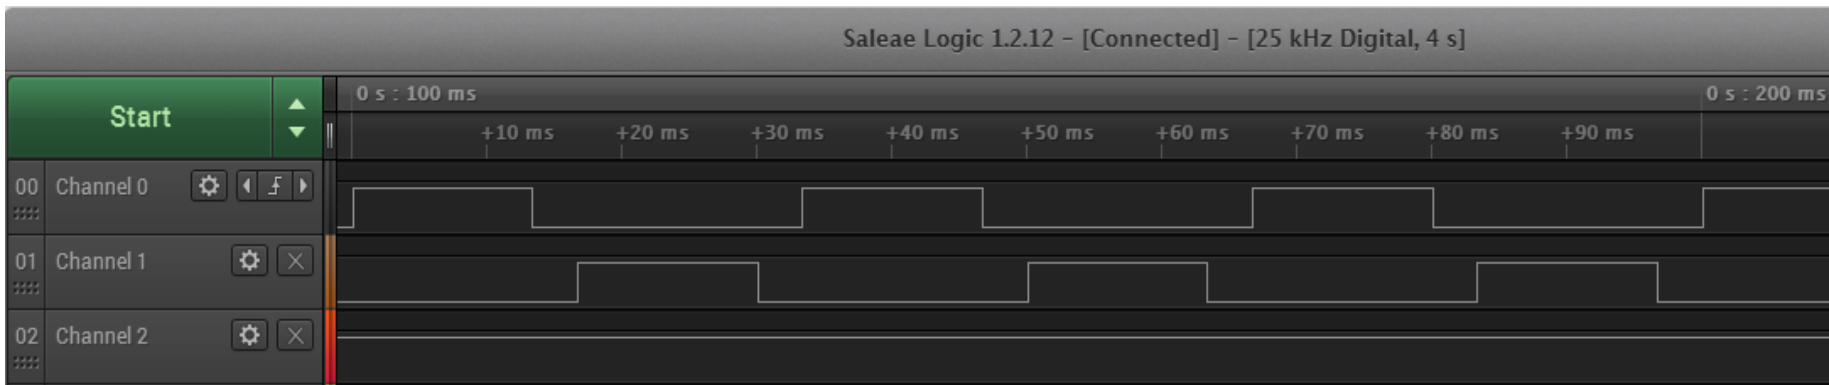 Saleae Logic 1.2.12 – [Connected] – [25 kHz Digital, 4 s]
Start
0 s : 100 ms
0 s : 200 ms
+10 ms
+20 ms
+30 ms
+40 ms
+50 ms
+60 ms
+70 ms
+80 ms
+90 ms
00 Channel 0
01 Channel 1
02 Channel 2